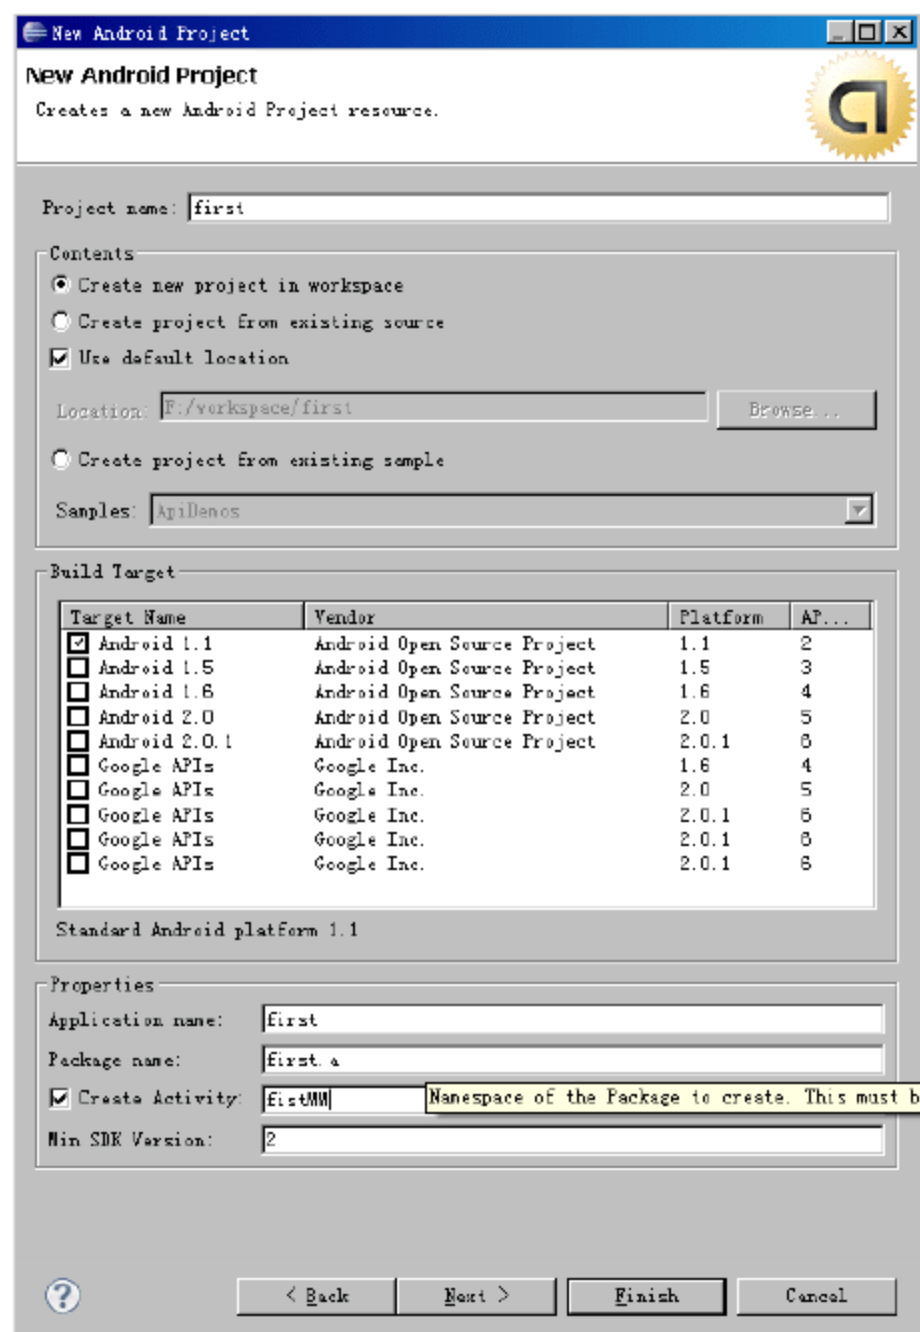 New Android Project
New Android Project
Creates a new Android Project resource.
Project name: first
Contents
Create new project in workspace
Create project from existing source
Use default location
Location: F:/workspace/first Browse...
Create project from existing sample
Samples: ApiDemos
Build Target
Target Name Vendor Platform AP...
Android 1.1 Android Open Source Project 1.1 2
Android 1.5 Android Open Source Project 1.5 3
Android 1.6 Android Open Source Project 1.6 4
Android 2.0 Android Open Source Project 2.0 5
Android 2.0.1 Android Open Source Project 2.0.1 6
Google APIs Google Inc. 1.6 4
Google APIs Google Inc. 2.0 5
Google APIs Google Inc. 2.0.1 6
Google APIs Google Inc. 2.0.1 6
Google APIs Google Inc. 2.0.1 6
Standard Android platform 1.1
Properties
Application name: first
Package name: first.a
Create Activity: fistMM Namespace of the Package to create. This must b
Min SDK Version: 2
? < Back Next > Finish Cancel